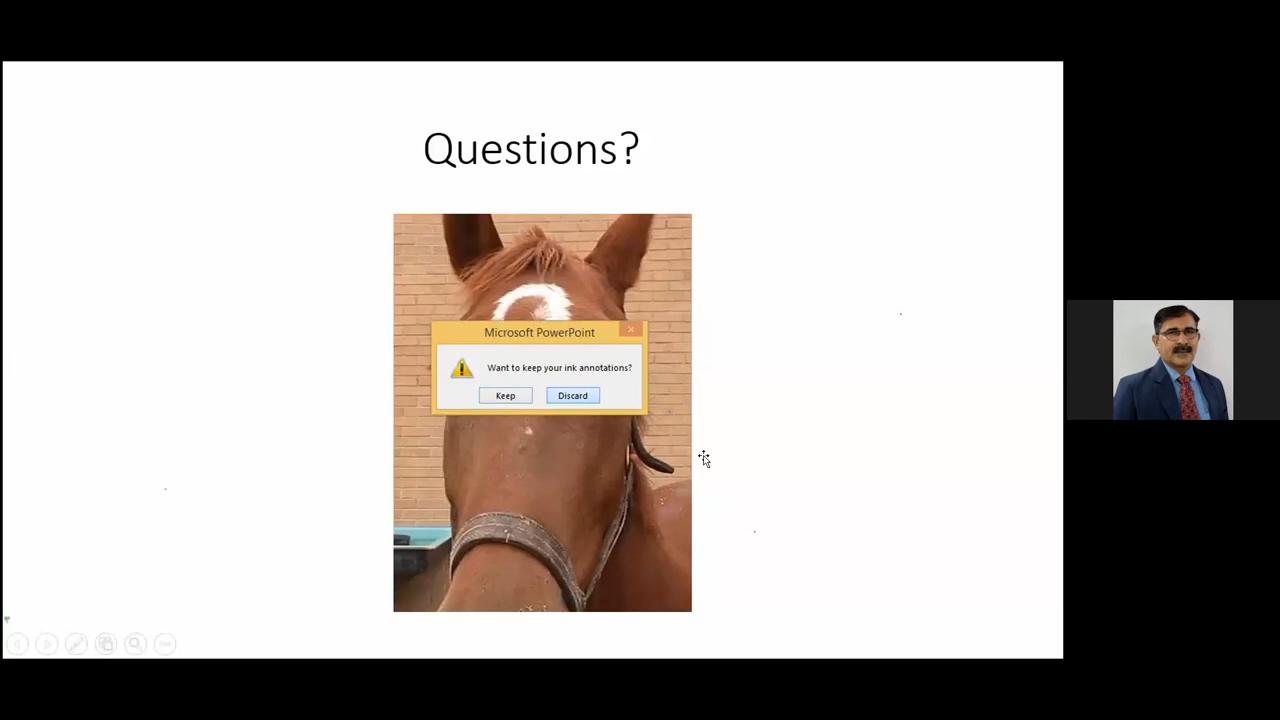 Questions?
Microsoft PowerPoint
Want to keep your ink annotations?
Keep
Discard